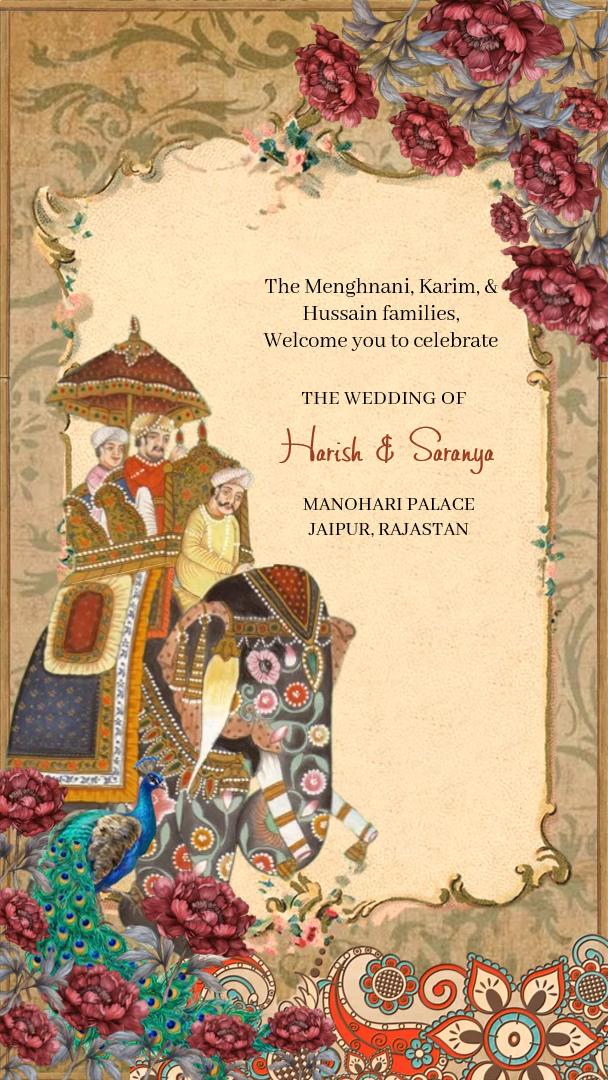 The Menghnani, Karim, &
Hussain families,
Welcome you to celebrate
THE WEDDING OF
Harish & Saranya
MANOHARI PALACE
JAIPUR, RAJASTAN